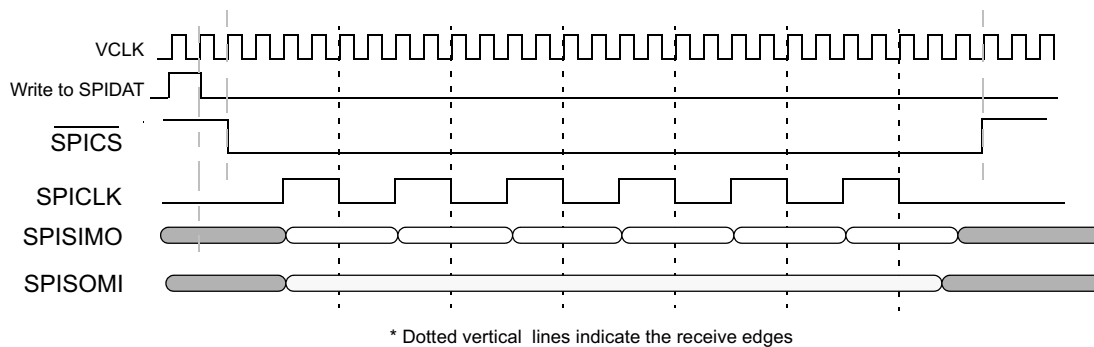 VCLK
Write to SPIDAT
SPICS
SPICLK
SPISIMO
SPISOMI
* Dotted vertical lines indicate the receive edges